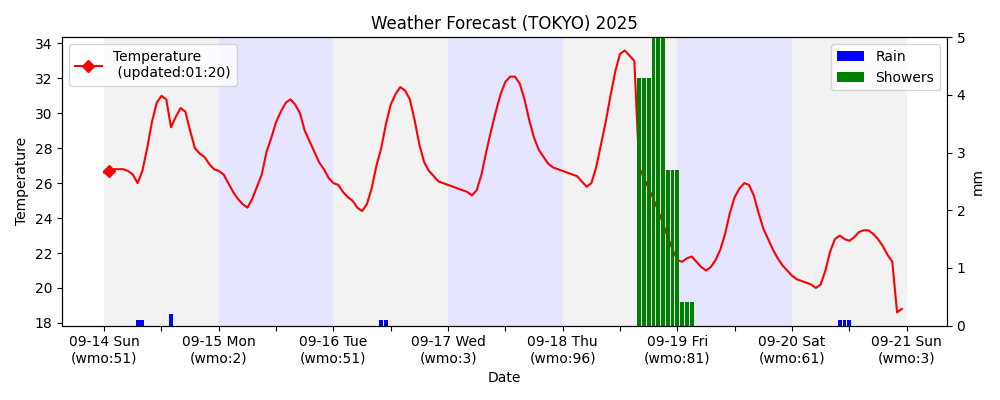 Weather Forecast (TOKYO) 2025
Temperature
(updated:01:20)
Rain
Showers
34
32
30
28
26
24
22
20
18
Temperature
5
4
3
2
1
0
mm
09-14 Sun
(wmo:51)
09-15 Mon
(wmo:2)
09-16 Tue
(wmo:51)
09-17 Wed
(wmo:3)
09-18 Thu
(wmo:96)
09-19 Fri
(wmo:81)
09-20 Sat
(wmo:61)
09-21 Sun
(wmo:3)
Date